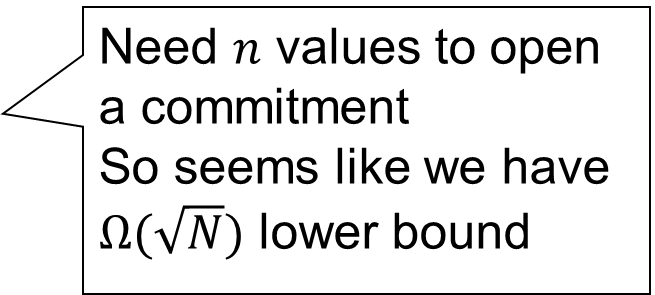 Need 𝑛 values to open
a commitment
So seems like we have
Ω(√𝑁) lower bound